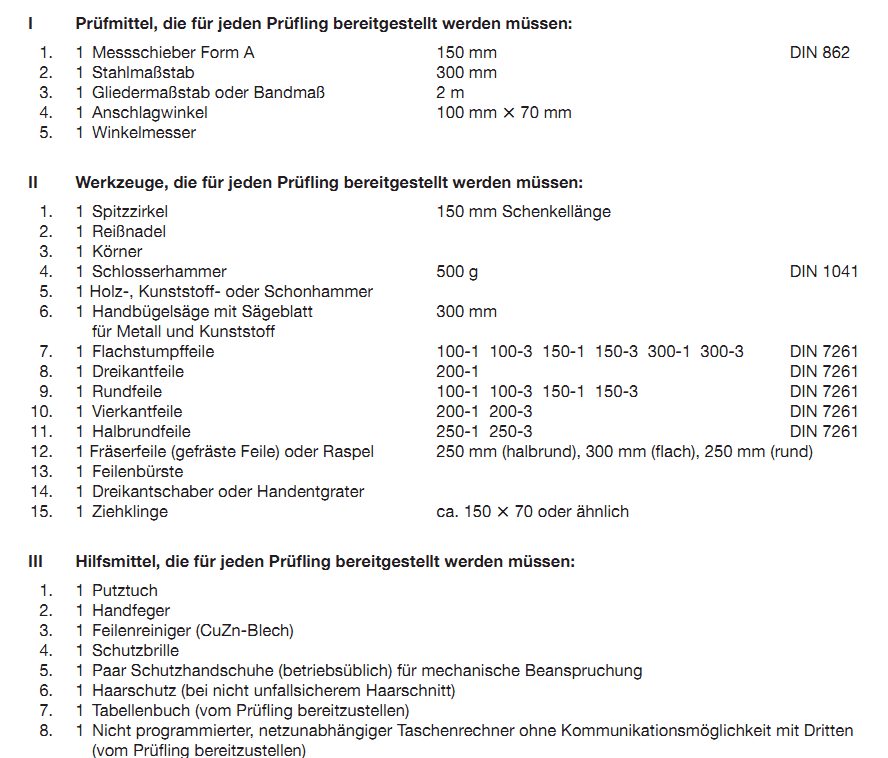 I Prüfmittel, die für jeden Prüfling bereitgestellt werden müssen:
1. 1 Messschieber Form A 150 mm DIN 862
2. 1 Stahlmaßstab 300 mm
3. 1 Gliedermaßstab oder Bandmaß 2 m
4. 1 Anschlagwinkel 100 mm × 70 mm
5. 1 Winkelmesser
II Werkzeuge, die für jeden Prüfling bereitgestellt werden müssen:
1. 1 Spitzzirkel 150 mm Schenkellänge
2. 1 Reißnadel
3. 1 Körner
4. 1 Schlosserhammer 500 g DIN 1041
5. 1 Holz-, Kunststoff- oder Schonhammer
6. 1 Handbügelsäge mit Sägeblatt 300 mm
für Metall und Kunststoff
7. 1 Flachstumpffeile 100-1 100-3 150-1 150-3 300-1 300-3 DIN 7261
8. 1 Dreikantfeile 200-1 DIN 7261
9. 1 Rundfeile 100-1 100-3 150-1 150-3 DIN 7261
10. 1 Vierkantfeile 200-1 200-3 DIN 7261
11. 1 Halbrundfeile 250-1 250-3 DIN 7261
12. 1 Fräserfeile (gefräste Feile) oder Raspel 250 mm (halbrund), 300 mm (flach), 250 mm (rund)
13. 1 Feilenbürste
14. 1 Dreikantschaber oder Handentgrater
15. 1 Ziehklinge ca. 150 × 70 oder ähnlich
III Hilfsmittel, die für jeden Prüfling bereitgestellt werden müssen:
1. 1 Putztuch
2. 1 Handfeger
3. 1 Feilenreiniger (CuZn-Blech)
4. 1 Schutzbrille
5. 1 Paar Schutzhandschuhe (betriebsüblich) für mechanische Beanspruchung
6. 1 Haarschutz (bei nicht unfallsicherem Haarschnitt)
7. 1 Tabellenbuch (vom Prüfling bereitzustellen)
8. 1 Nicht programmierter, netzunabhängiger Taschenrechner ohne Kommunikationsmöglichkeit mit Dritten
(vom Prüfling bereitzustellen)